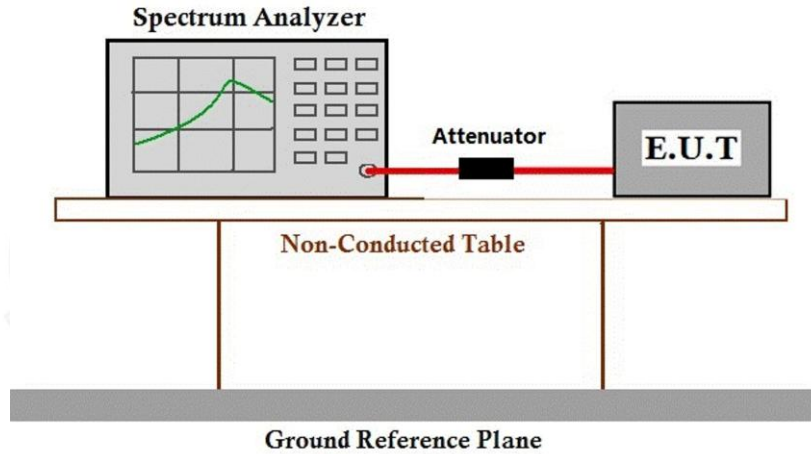 Spectrum Analyzer
Attenuator
E.U.T
Non-Conducted Table
Ground Reference Plane